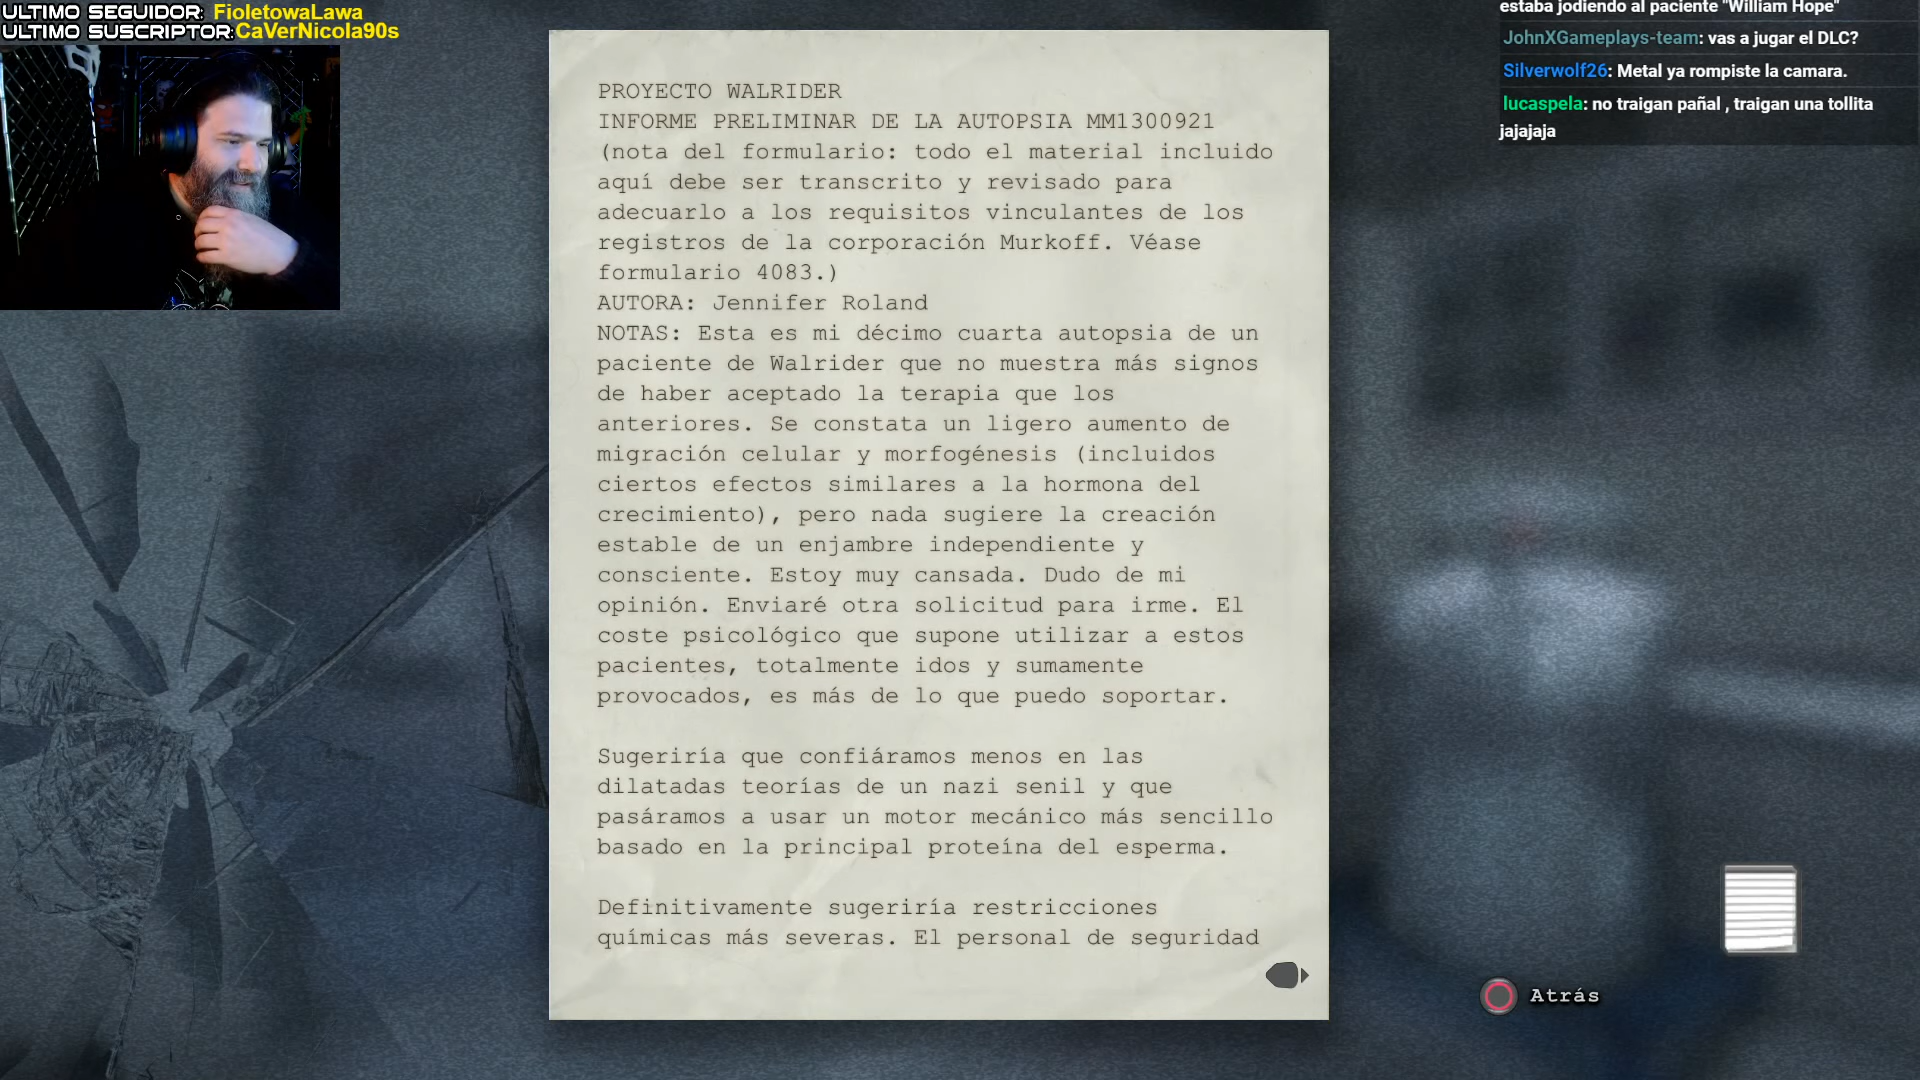 ULTIMO SEGUIDOR: FioletowaLawa
ULTIMO SUSCRIPTOR:CaVerNicola90s
PROYECTO WALRIDER
INFORME PRELIMINAR DE LA AUTOPSIA MM1300921
(nota del formulario: todo el material incluido
aquí debe ser transcrito y revisado para
adecuarlo a los requisitos vinculantes de los
registros de la corporación Murkoff. Véase
formulario 4083.)
AUTORA: Jennifer Roland
NOTAS: Esta es mi décimo cuarta autopsia de un
paciente de Walrider que no muestra más signos
de haber aceptado la terapia que los
anteriores. Se constata un ligero aumento de
migración celular y morfogénesis (incluidos
ciertos efectos similares a la hormona del
crecimiento), pero nada sugiere la creación
estable de un enjambre independiente y
consciente. Estoy muy cansada. Dudo de mi
opinión. Enviaré otra solicitud para irme. El
coste psicológico que supone utilizar a estos
pacientes, totalmente idos y sumamente
provocados, es más de lo que puedo soportar.
Sugeriría que confiáramos menos en las
dilatadas teorías de un nazi senil y que
pasáramos a usar un motor mecánico más sencillo
basado en la principal proteína del esperma.
Definitivamente sugeriría restricciones
químicas más severas. El personal de seguridad
estaba jodiendo al paciente "William Hope"
JohnXGameplays-team: vas a jugar el DLC?
Silverwolf26: Metal ya rompiste la camara.
lucaspela: no traigan pañal , traigan una tollita
jajajaja
Atrás